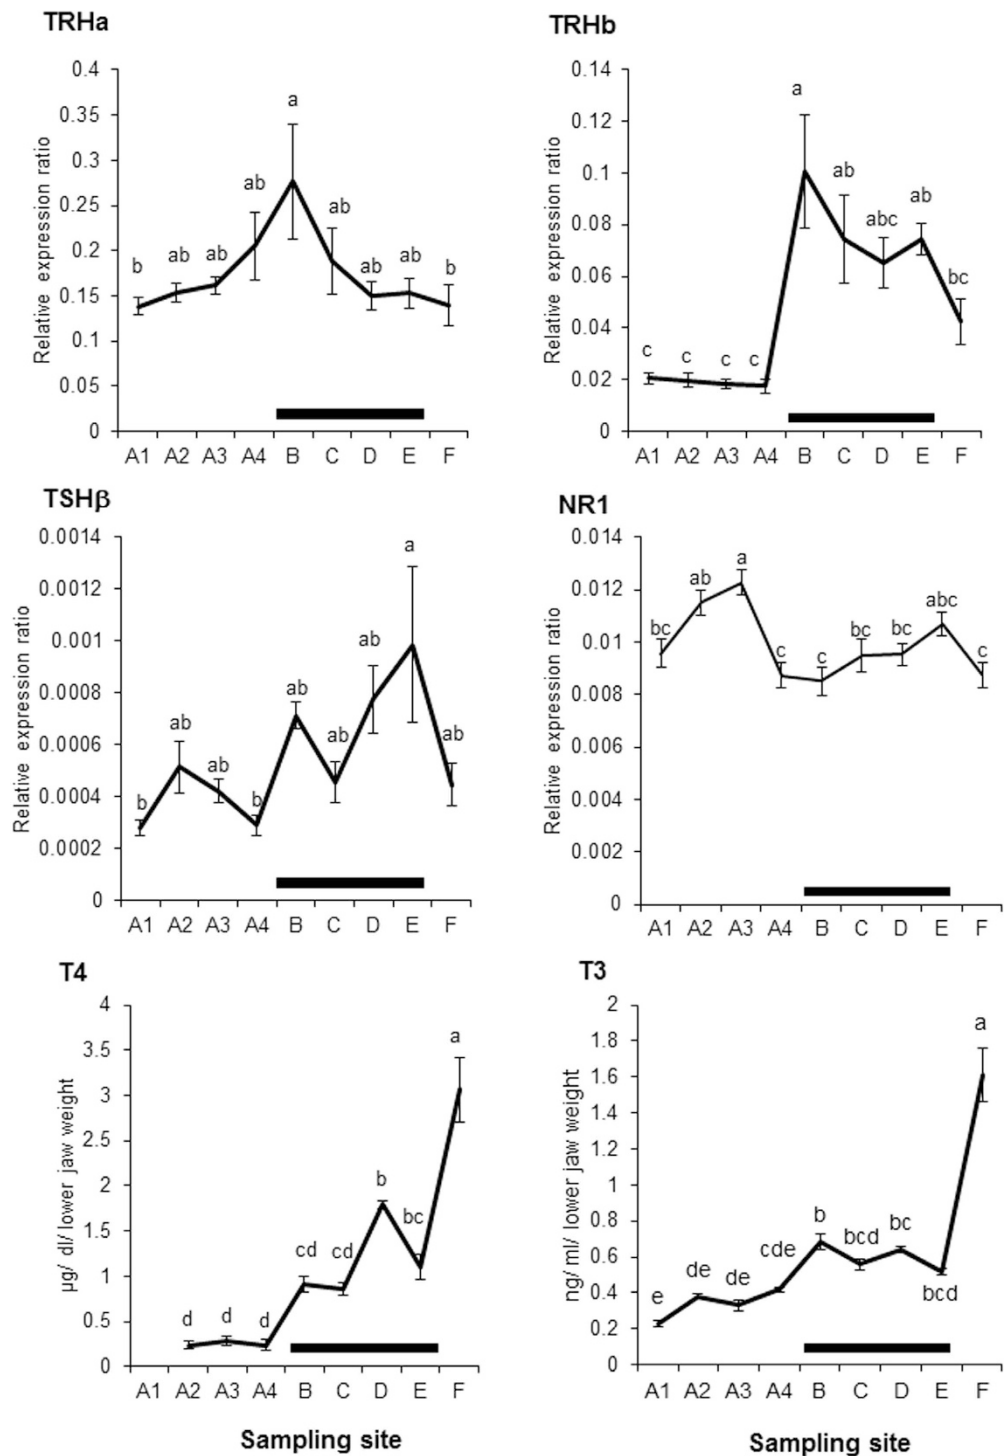 TRHa
Relative expression ratio
0.4
0.35
0.3
0.25
0.2
0.15
0.1
0.05
0
b ab ab ab a ab ab ab b
A1 A2 A3 A4 B C D E F
TRHb
Relative expression ratio
0.14
0.12
0.1
0.08
0.06
0.04
0.02
0
c c c c a ab abc ab bc
A1 A2 A3 A4 B C D E F
TSHβ
Relative expression ratio
0.0014
0.0012
0.001
0.0008
0.0006
0.0004
0.0002
0
b ab ab b ab ab ab a ab
A1 A2 A3 A4 B C D E F
NR1
Relative expression ratio
0.014
0.012
0.01
0.008
0.006
0.004
0.002
0
bc ab a c c bc bc abc c
A1 A2 A3 A4 B C D E F
T4
µg/ dl/ lower jaw weight
4
3.5
3
2.5
2
1.5
1
0.5
0
d d d cd cd b bc a
A1 A2 A3 A4 B C D E F
Sampling site
T3
ng/ ml/ lower jaw weight
2
1.8
1.6
1.4
1.2
1
0.8
0.6
0.4
0.2
0
e de de cde b bcd bc bcd a
A1 A2 A3 A4 B C D E F
Sampling site